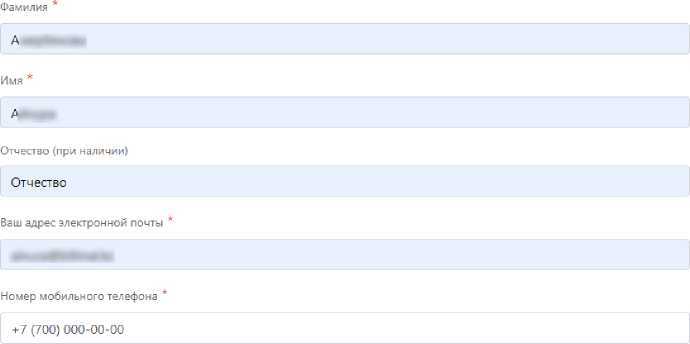 Фамилия *
А
Имя *
А
Отчество (при наличии)
Отчество
Ваш адрес электронной почты *
Номер мобильного телефона *
+7 (700) 000-00-00